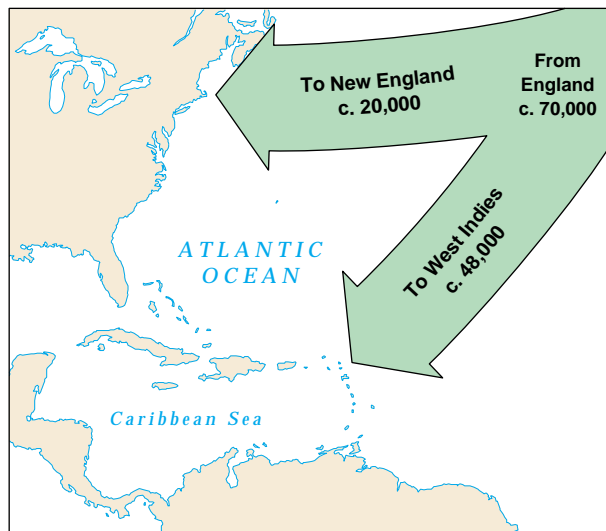 To New England
c. 20,000
From
England
c. 70,000
To West Indies
c. 48,000
ATLANTIC
OCEAN
Caribbean Sea